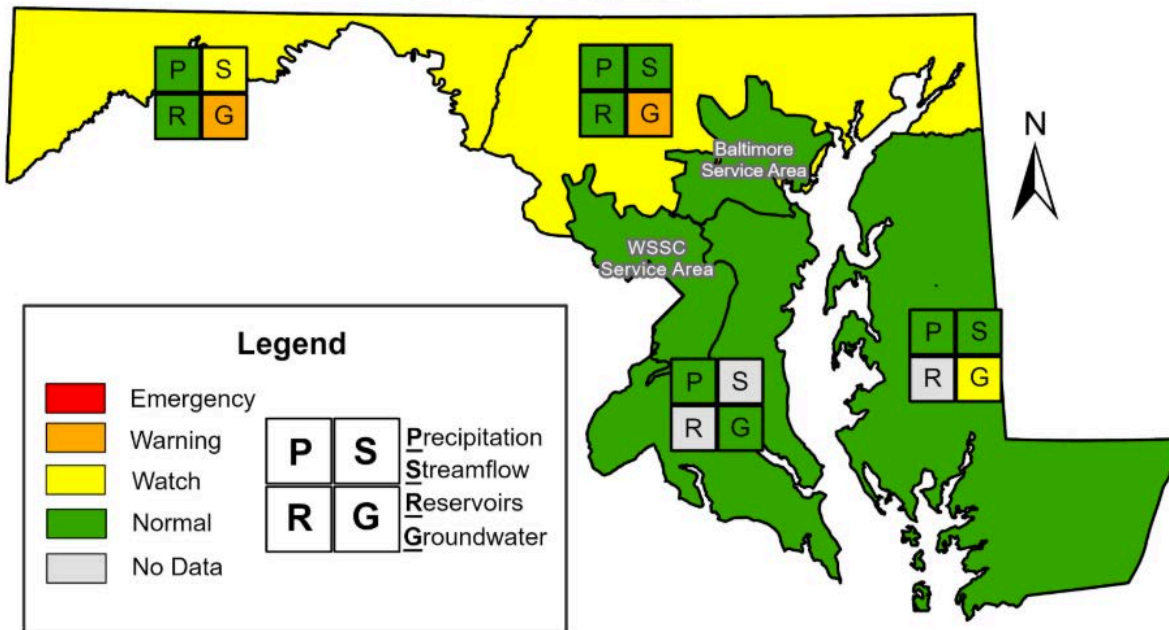 P S
R G
P S
R G
Baltimore
Service Area
N
WSSC
Service Area
P S
R G
P S
R G
Legend
Emergency
Warning
Watch
Normal
No Data
P S
R G
Precipitation
Streamflow
Reservoirs
Groundwater